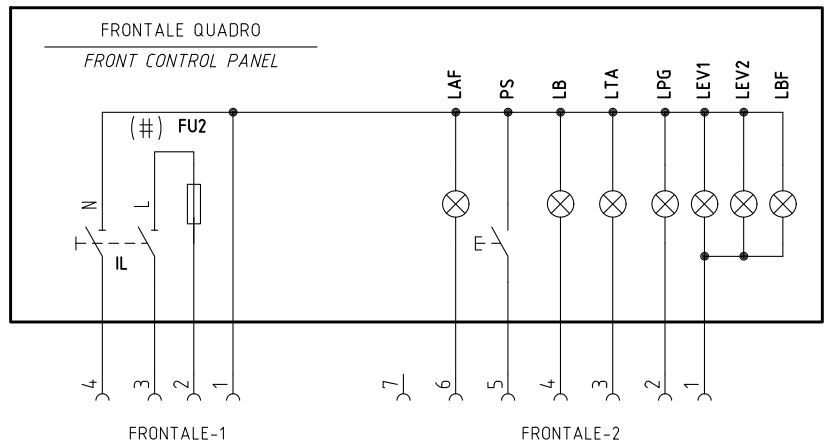 FRONTALE QUADRO
FRONT CONTROL PANEL
LAF PS LB LTA LPG LEV1 LEV2 LBF
(#) FU2
N L
IL
4 3 2 1 7 6 5 4 3 2 1
FRONTALE-1 FRONTALE-2